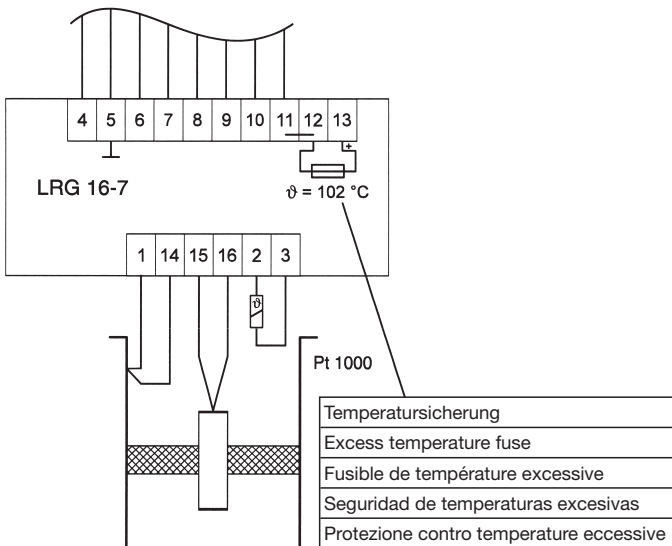 4 5 6 7 8 9 10 11 12 13
+
LRG 16-7
ϑ = 102 °C
1 14 15 16 2 3
ϑ
Pt 1000
Temperatursicherung
Excess temperature fuse
Fusible de température excessive
Seguridad de temperaturas excesivas
Protezione contro temperature eccessive